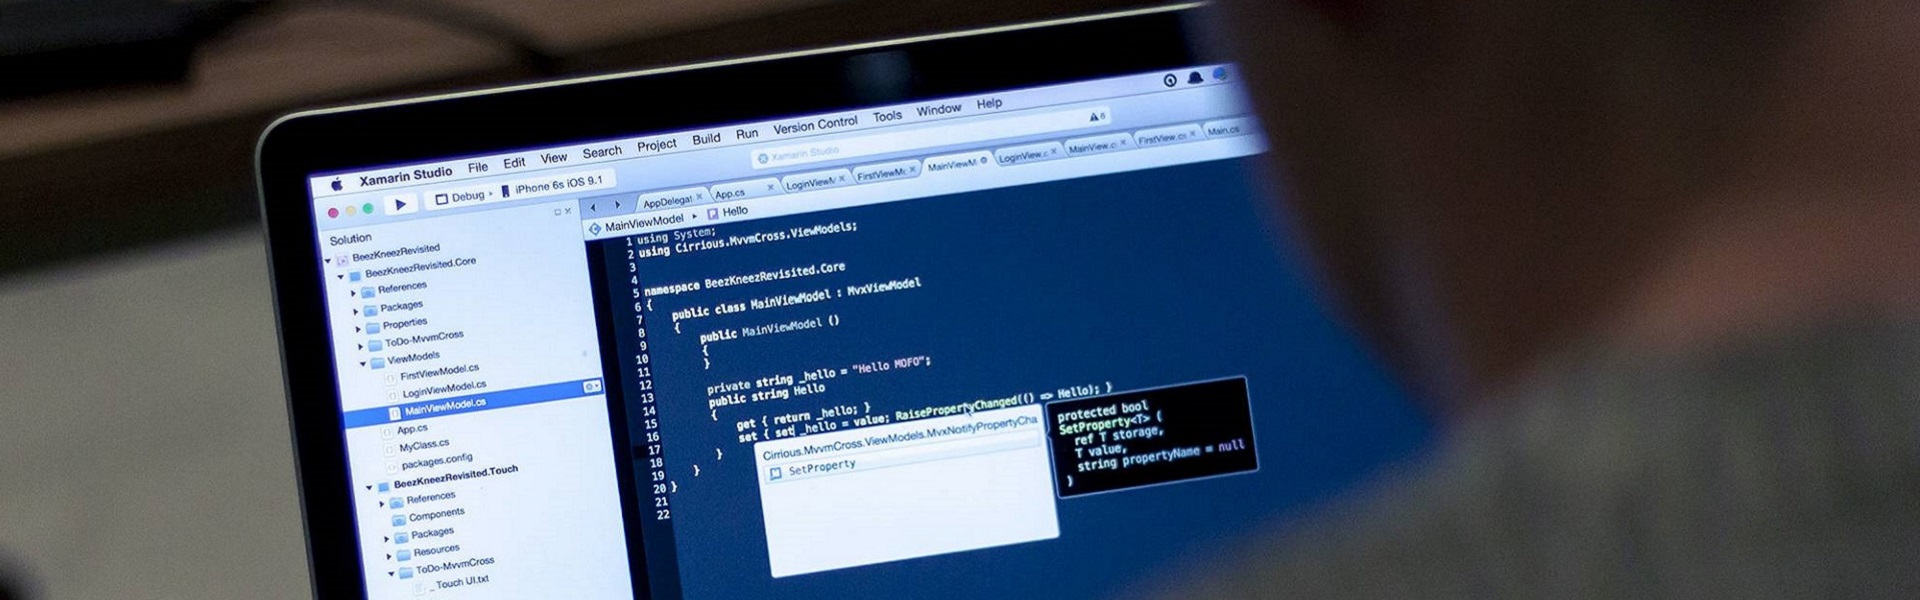 Xamarin Studio File Edit View Search Project Build Run Version Control Tools Window Help
Debug iPhone 6s iOS 9.1
Xamarin Studio
6
AppDelegat
App.cs
LoginViewM
FirstViewMo
MainViewM
LoginView.c
MainView.c
FirstView.cs
Main.cs
MainViewModel Hello
Solution
BeezKneezRevisited
BeezKneezRevisited.Core
References
Packages
Properties
ToDo-MvvmCross
ViewModels
FirstViewModel.cs
LoginViewModel.cs
MainViewModel.cs
App.cs
MyClass.cs
packages.config
BeezKneezRevisited.Touch
References
Components
Packages
Resources
ToDo-MvvmCross
_ Touch UI.txt
1 using System;
2 using Cirrious.MvvmCross.ViewModels;
3
4
5 namespace BeezKneezRevisited.Core
6 {
7 public class MainViewModel : MvxViewModel
8 {
9 public MainViewModel ()
10 {
11 }
12
13 private string _hello = "Hello MOFO";
14 public string Hello
15 {
16 get { return _hello; }
17 set { set _hello = value; RaisePropertyChanged(() => Hello); }
18 }
19 }
20 }
21
22
Cirrious.MvvmCross.ViewModels.MvxNotifyPropertyCha
SetProperty
protected bool
SetProperty<T> (
ref T storage,
T value,
string propertyName = null
)